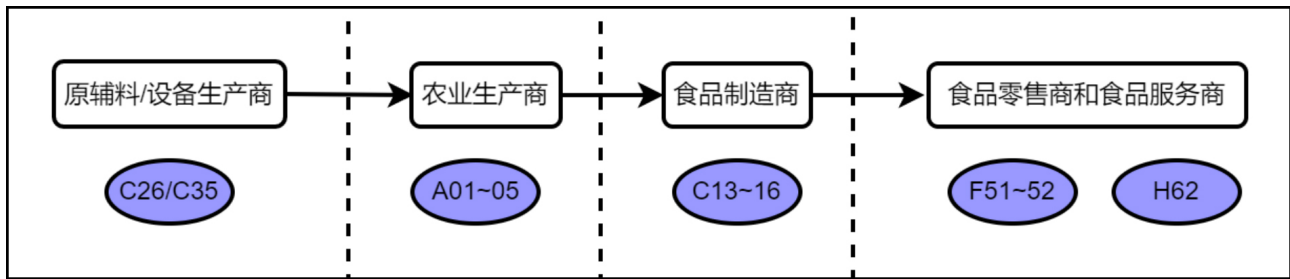 原辅料/设备生产商
农业生产商
食品制造商
食品零售商和食品服务商
C26/C35
A01~05
C13~16
F51~52
H62